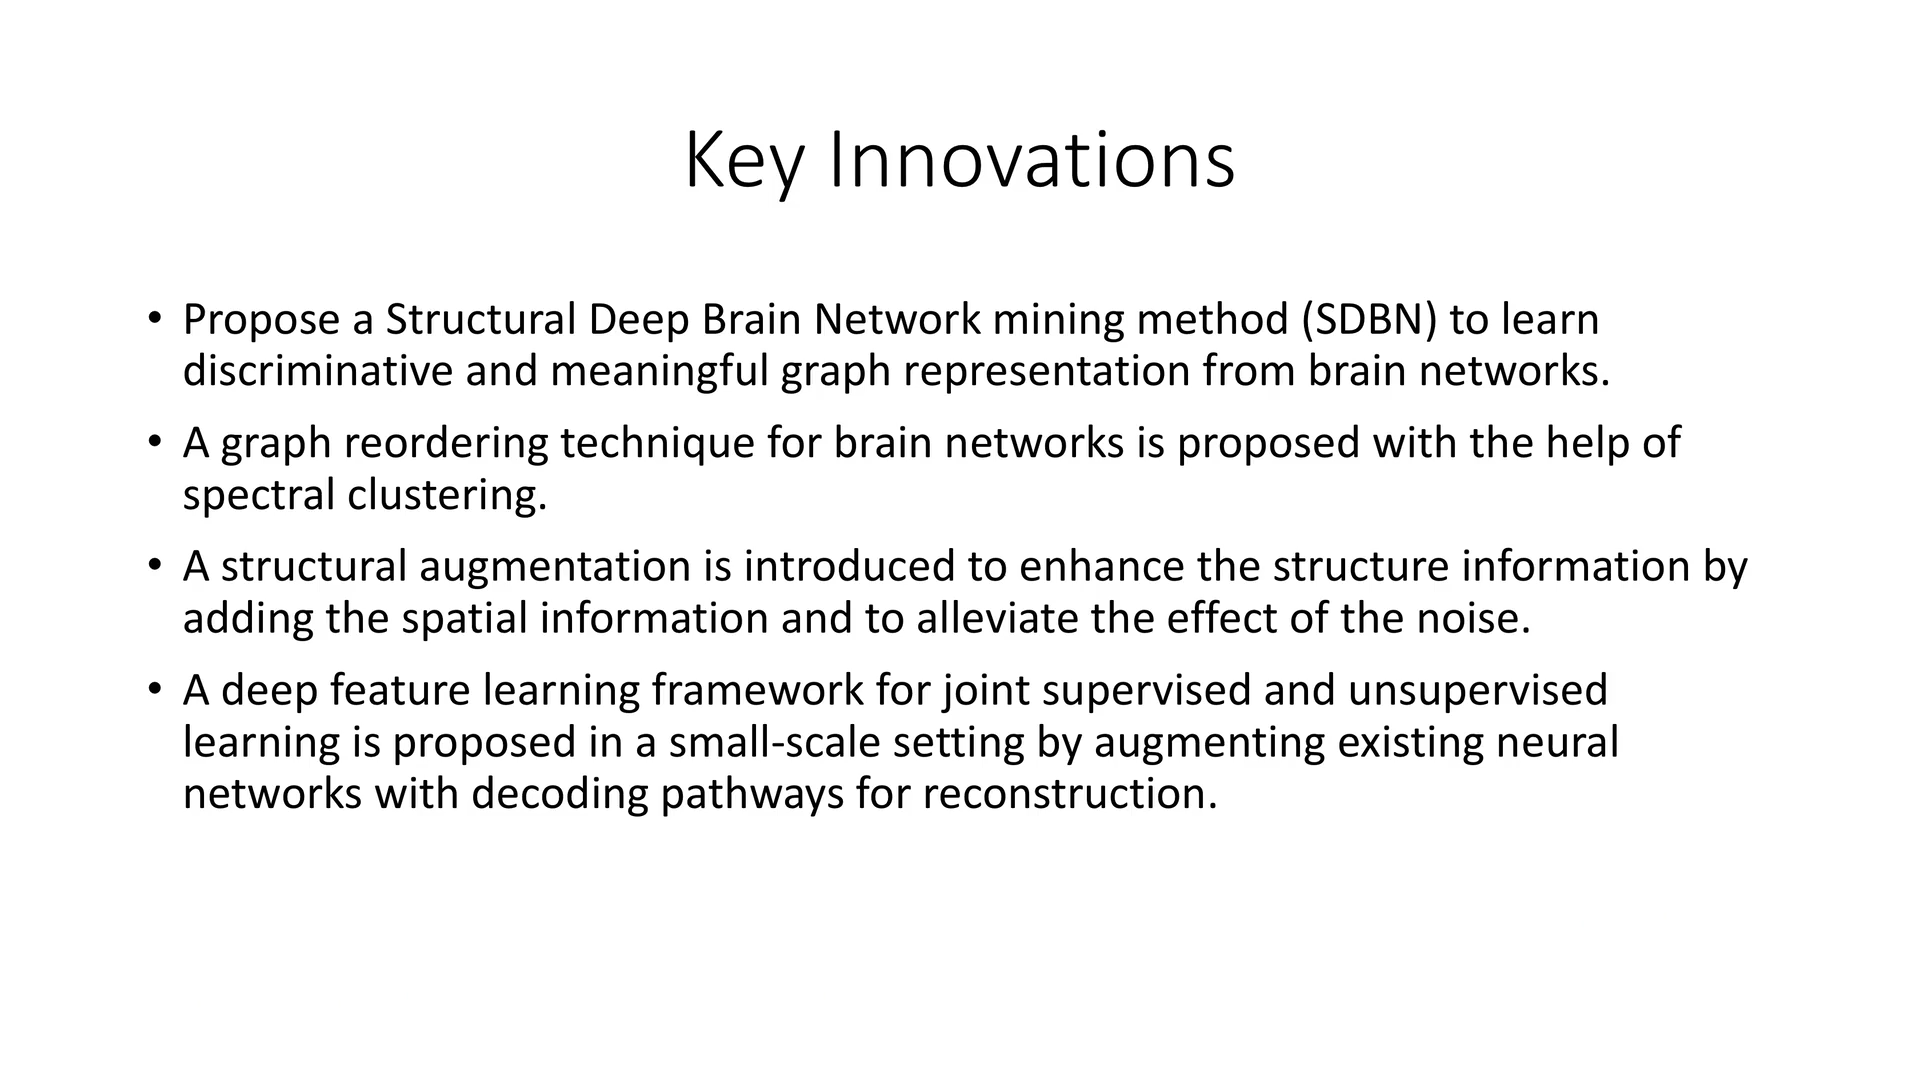 Key Innovations
• Propose a Structural Deep Brain Network mining method (SDBN) to learn
discriminative and meaningful graph representation from brain networks.
• A graph reordering technique for brain networks is proposed with the help of
spectral clustering.
• A structural augmentation is introduced to enhance the structure information by
adding the spatial information and to alleviate the effect of the noise.
• A deep feature learning framework for joint supervised and unsupervised
learning is proposed in a small-scale setting by augmenting existing neural
networks with decoding pathways for reconstruction.